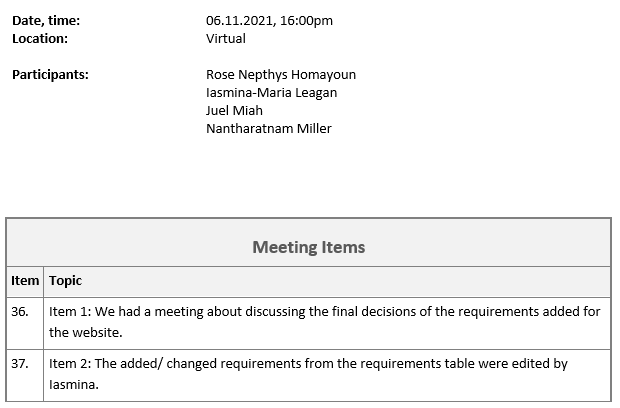 Date, time: 06.11.2021, 16:00pm
Location: Virtual
Participants: Rose Nepthys Homayoun
Iasmina-Maria Leagan
Juel Miah
Nantharatnam Miller
Meeting Items
Item Topic
36. Item 1: We had a meeting about discussing the final decisions of the requirements added for
the website.
37. Item 2: The added/ changed requirements from the requirements table were edited by
Iasmina.